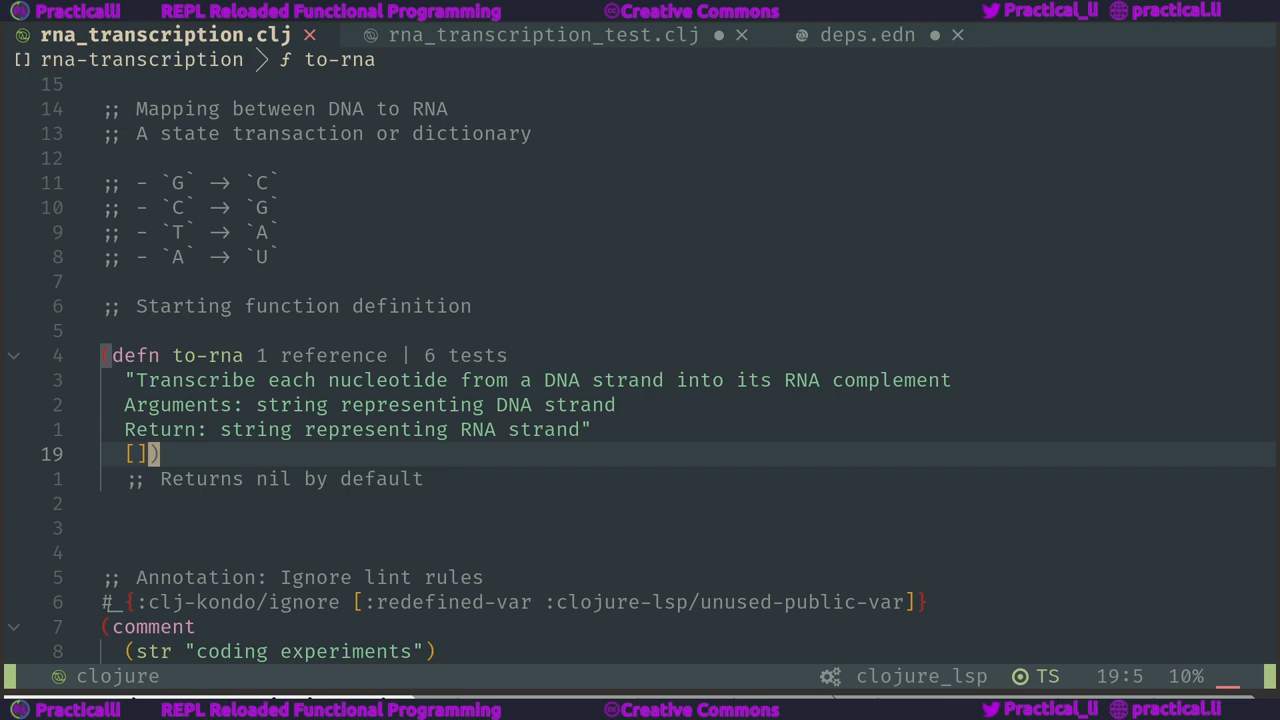 Practicalli REPL Reloaded Functional Programming Creative Commons Practical_li practical.li
rna_transcription.clj × rna_transcription_test.clj ● × deps.edn ● ×
[] rna-transcription > ƒ to-rna
15
14 ;; Mapping between DNA to RNA
13 ;; A state transaction or dictionary
12
11 ;; - `G` -> `C`
10 ;; - `C` -> `G`
9 ;; - `T` -> `A`
8 ;; - `A` -> `U`
7
6 ;; Starting function definition
5
4 (defn to-rna 1 reference | 6 tests
3 "Transcribe each nucleotide from a DNA strand into its RNA complement
2 Arguments: string representing DNA strand
1 Return: string representing RNA strand"
19 [])
1 ;; Returns nil by default
2
3
4
5 ;; Annotation: Ignore lint rules
6 #_{:clj-kondo/ignore [:redefined-var :clojure-lsp/unused-public-var]}
7 (comment
8 (str "coding experiments")
clojure clojure_lsp TS 19:5 10%
Practicalli REPL Reloaded Functional Programming Creative Commons Practical_li practical.li